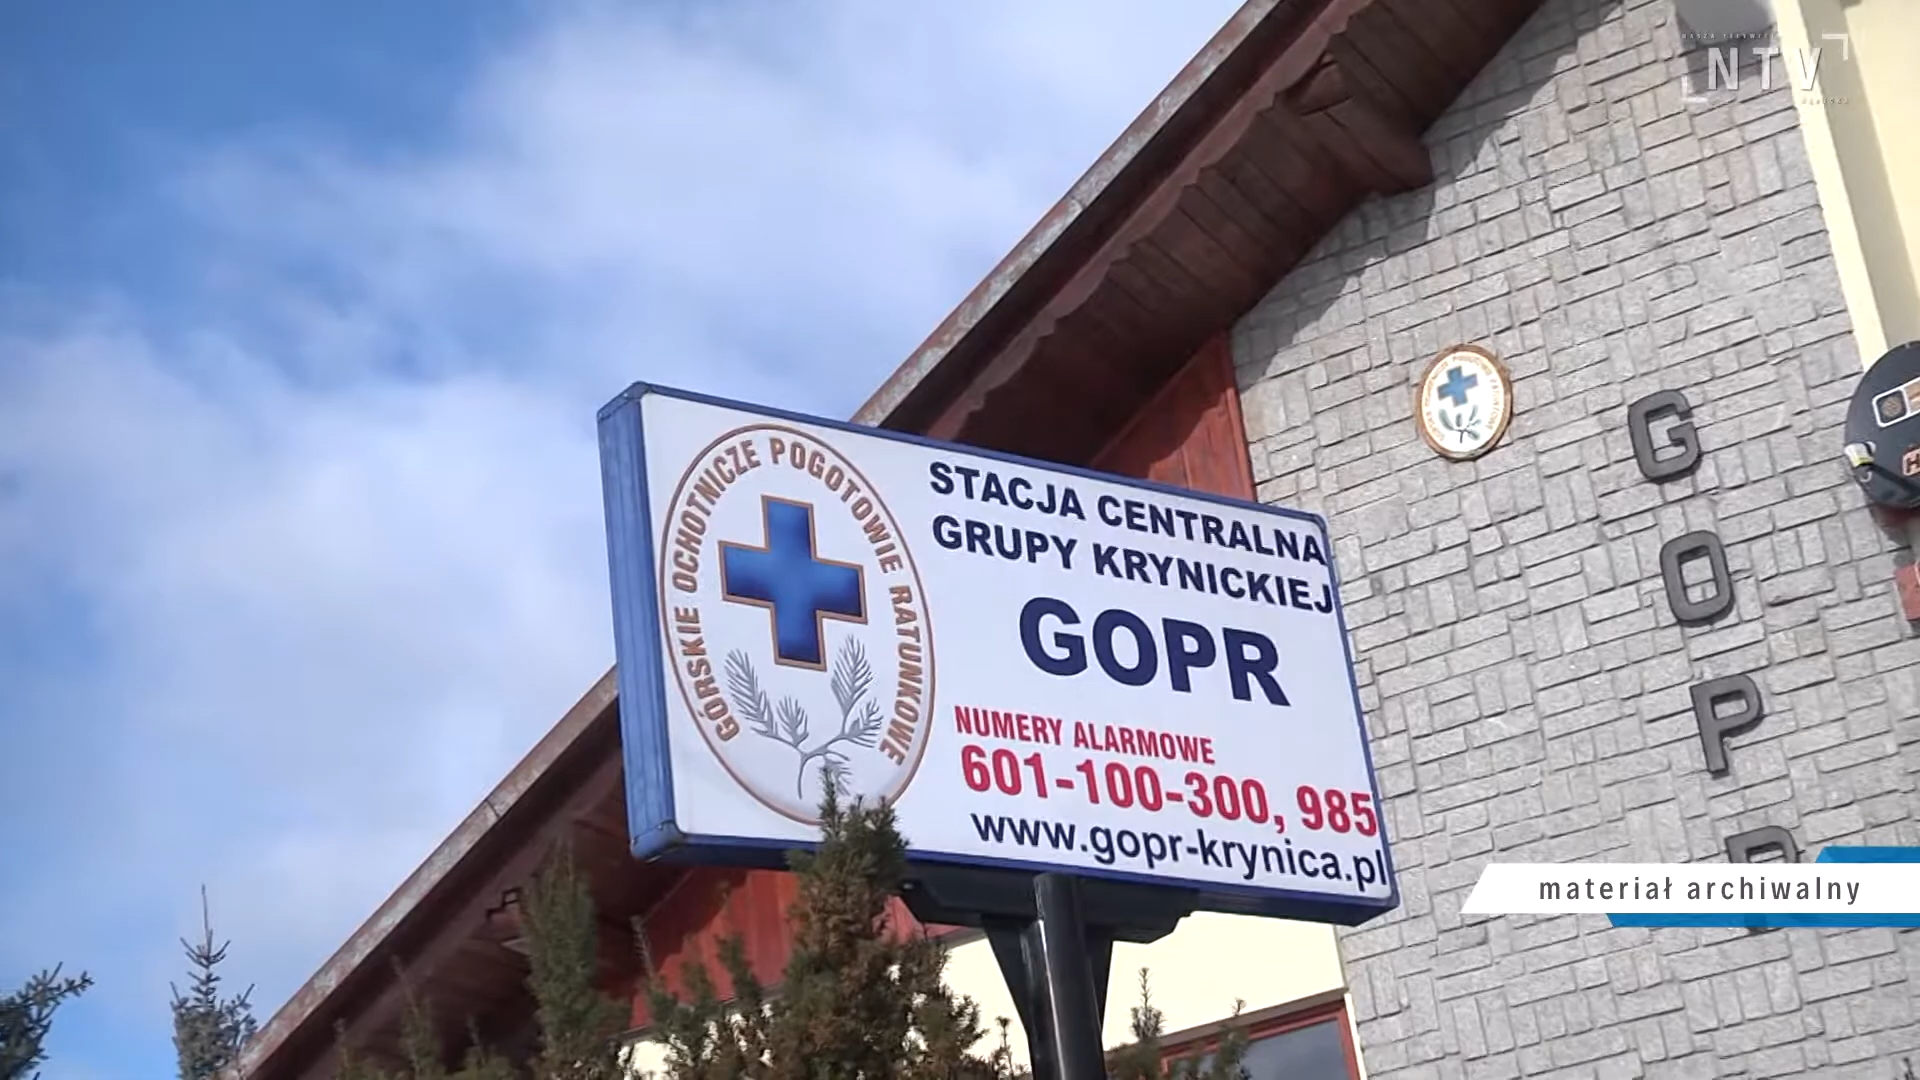 NTV
GÓRSKIE OCHOTNICZE POGOTOWIE RATUNKOWE
STACJA CENTRALNA
GRUPY KRYNICKIEJ
GOPR
NUMERY ALARMOWE
601-100-300, 985
www.gopr-krynica.pl
GOPR
materiał archiwalny